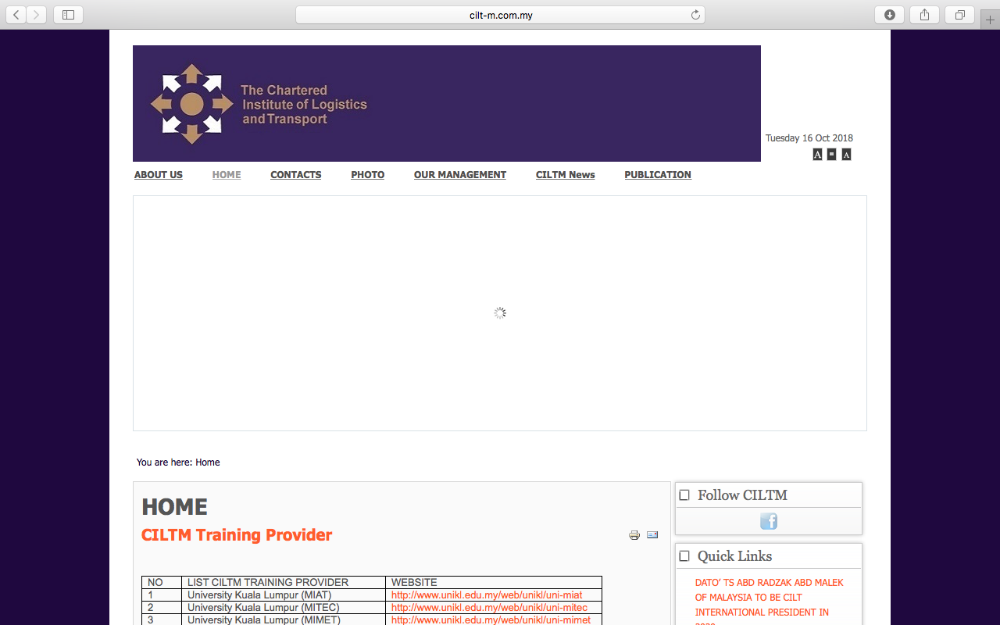 cilt-m.com.my
The Chartered
Institute of Logistics
and Transport
Tuesday 16 Oct 2018
A A
ABOUT US HOME CONTACTS PHOTO OUR MANAGEMENT CILTM News PUBLICATION
You are here: Home
HOME
CILTM Training Provider
NO LIST CILTM TRAINING PROVIDER WEBSITE
1 University Kuala Lumpur (MIAT) http://www.unikl.edu.my/web/unikl/uni-miat
2 University Kuala Lumpur (MITEC) http://www.unikl.edu.my/web/unikl/uni-mitec
3 University Kuala Lumpur (MIMET) http://www.unikl.edu.my/web/unikl/uni-mimet
Follow CILTM
f
Quick Links
DATO’ TS ABD RADZAK ABD MALEK
OF MALAYSIA TO BE CILT
INTERNATIONAL PRESIDENT IN